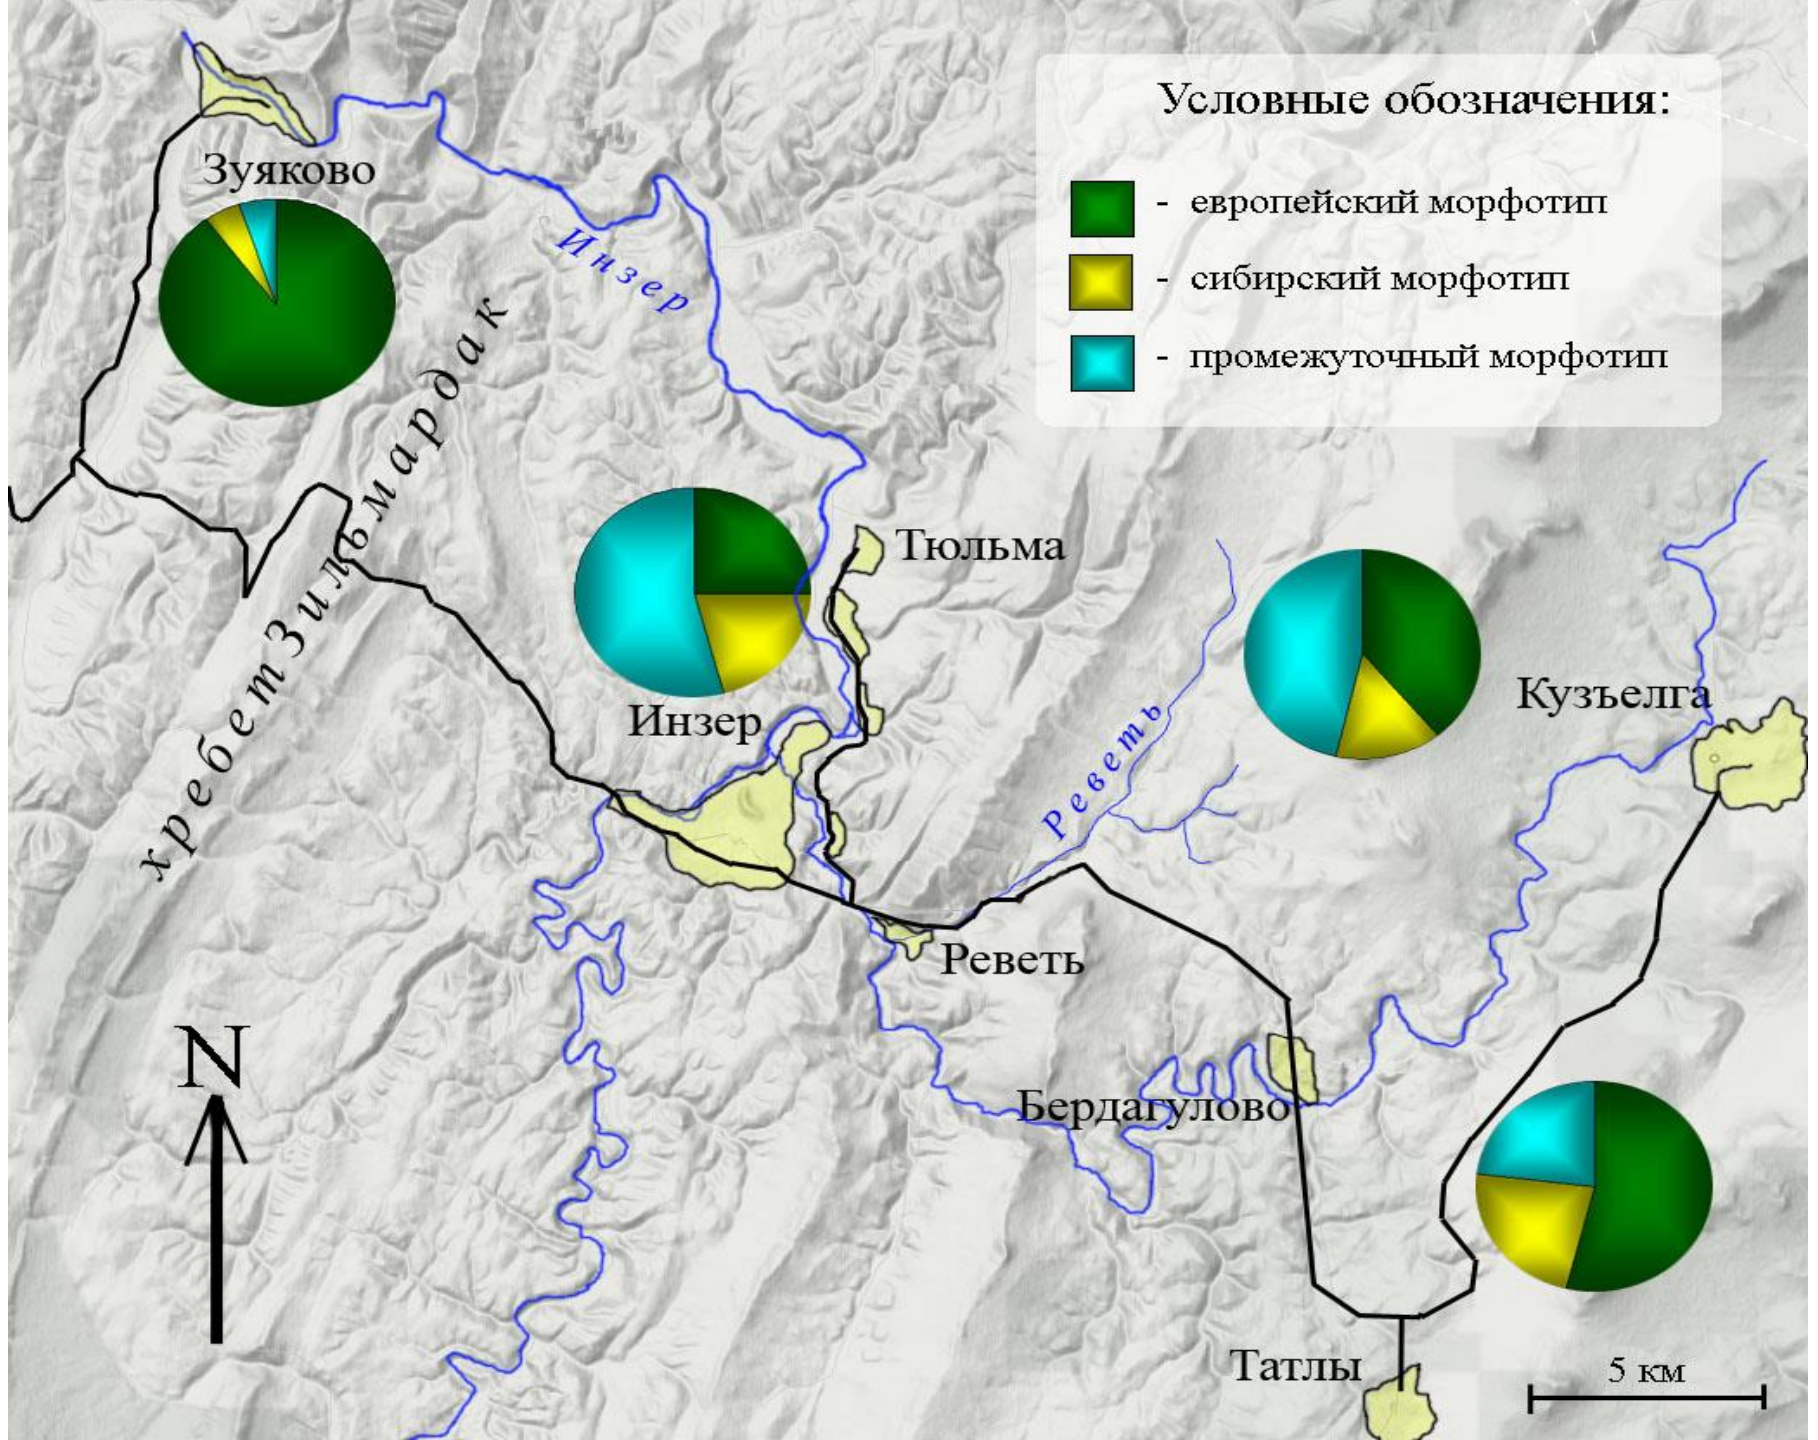 Условные обозначения:
- европейский морфотип
- сибирский морфотип
- промежуточный морфотип
Зуяково
Инзер
хребет Зильмардак
Тюльма
Инзер
Кузъелга
Реветь
Реветь
N
Бердагулово
Татлы
5 км